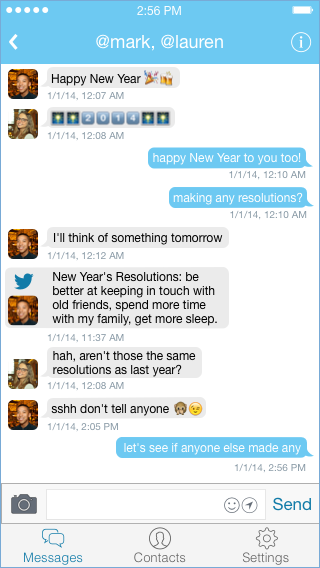 2:56 PM
@mark, @lauren
Happy New Year 🎉🍻
1/1/14, 12:07 AM
🎆🎆2️⃣0️⃣1️⃣4️⃣🎆🎆
1/1/14, 12:08 AM
happy New Year to you too!
1/1/14, 12:10 AM
making any resolutions?
1/1/14, 12:10 AM
I'll think of something tomorrow
1/1/14, 12:12 AM
New Year's Resolutions: be
better at keeping in touch with
old friends, spend more time
with my family, get more sleep.
1/1/14, 11:37 AM
hah, aren't those the same
resolutions as last year?
1/1/14, 12:08 AM
sshh don't tell anyone 🙊😉
1/1/14, 2:05 PM
let's see if anyone else made any
1/1/14, 2:56 PM
Send
Messages Contacts Settings